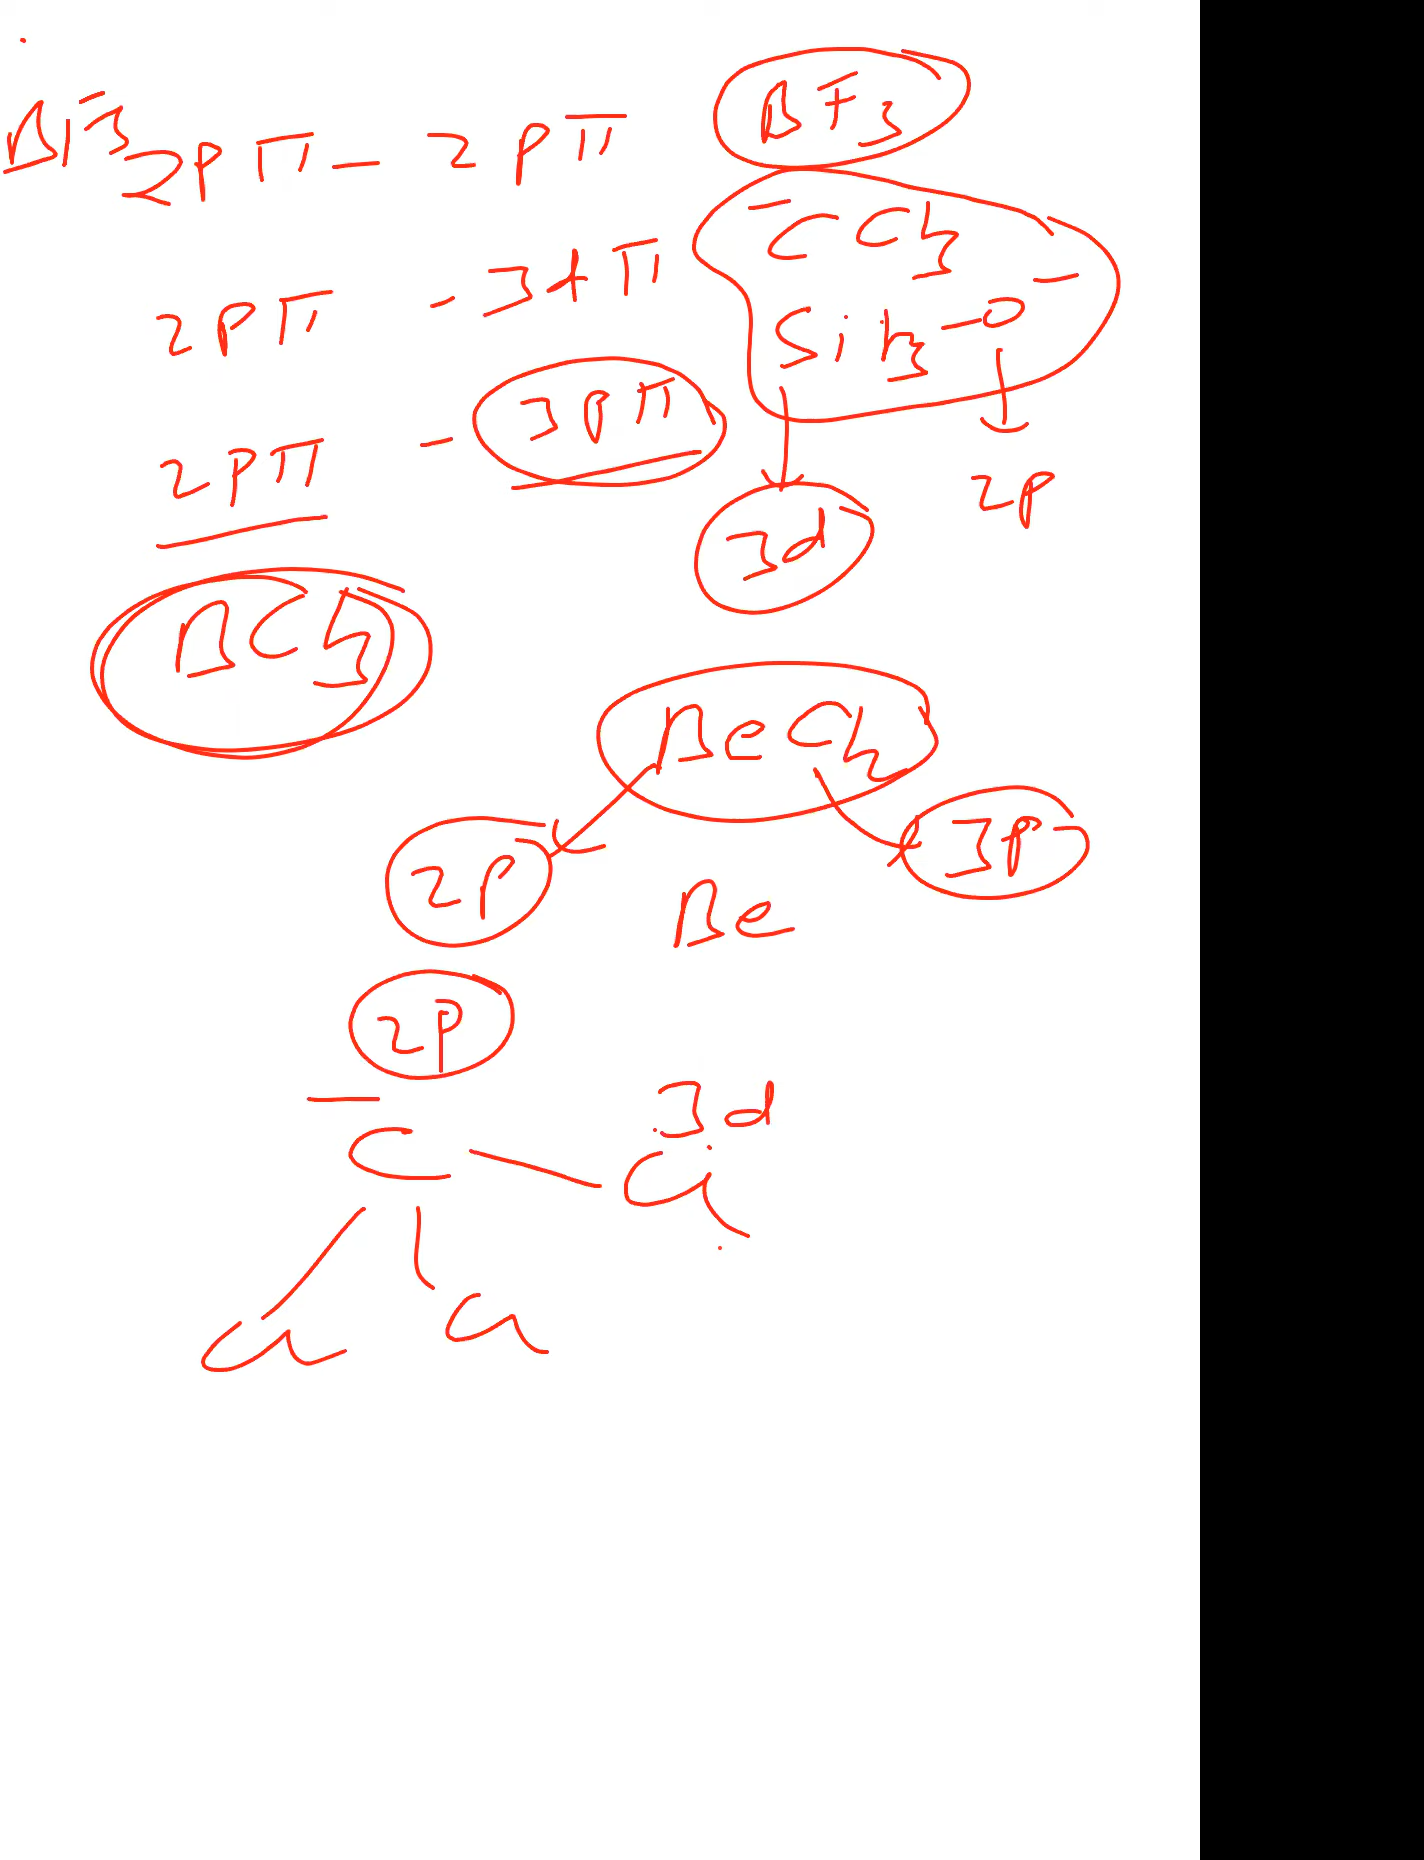 BF3 2pπ - 2pπ BF3
2pπ - 3dπ -CCl3
SiH3-O-
2pπ - 3pπ
3d 2p
BCl3
BeCl2
2p 3p
Be
2p
3d
- C - Cl
Cl Cl